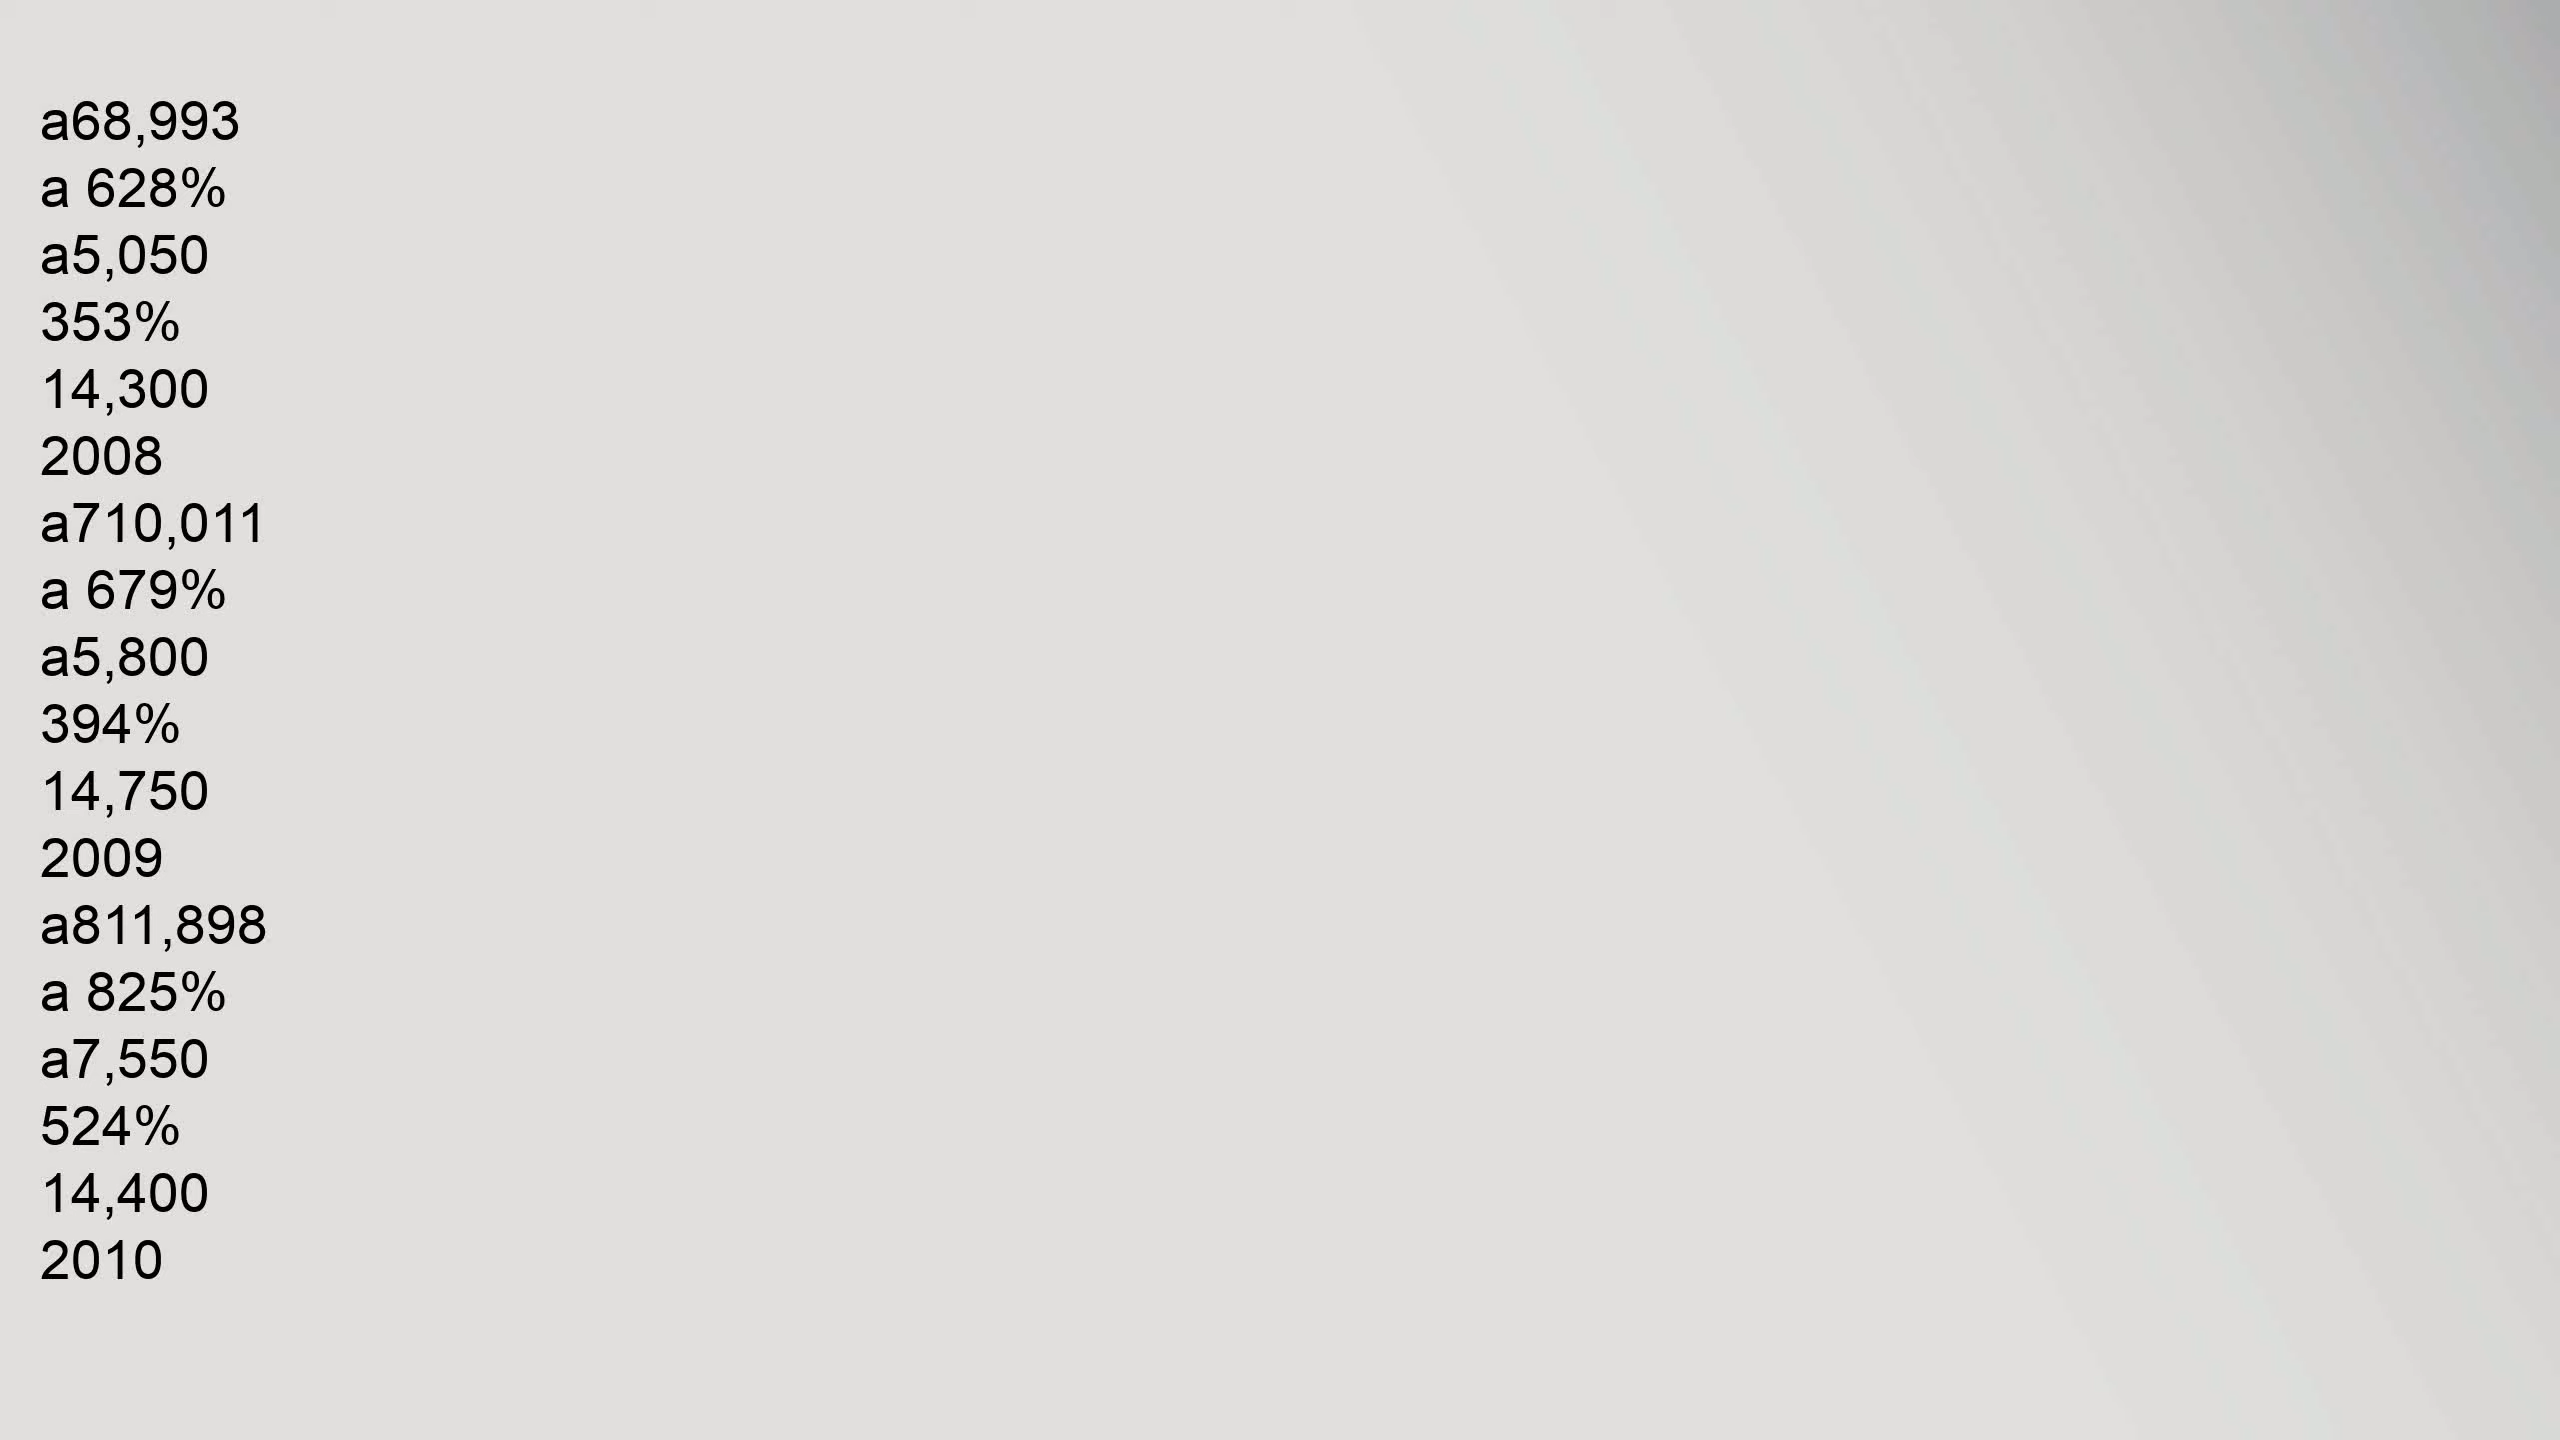 a68,993
a 628%
a5,050
353%
14,300
2008
a710,011
a 679%
a5,800
394%
14,750
2009
a811,898
a 825%
a7,550
524%
14,400
2010